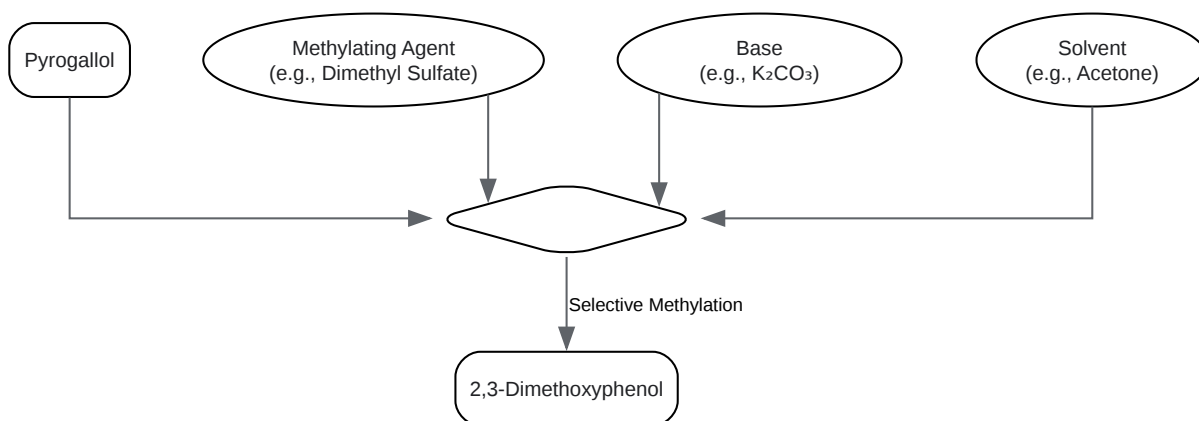 Pyrogallol
Methylating Agent
(e.g., Dimethyl Sulfate)
Base
(e.g., K₂CO₃)
Solvent
(e.g., Acetone)
Selective Methylation
2,3-Dimethoxyphenol